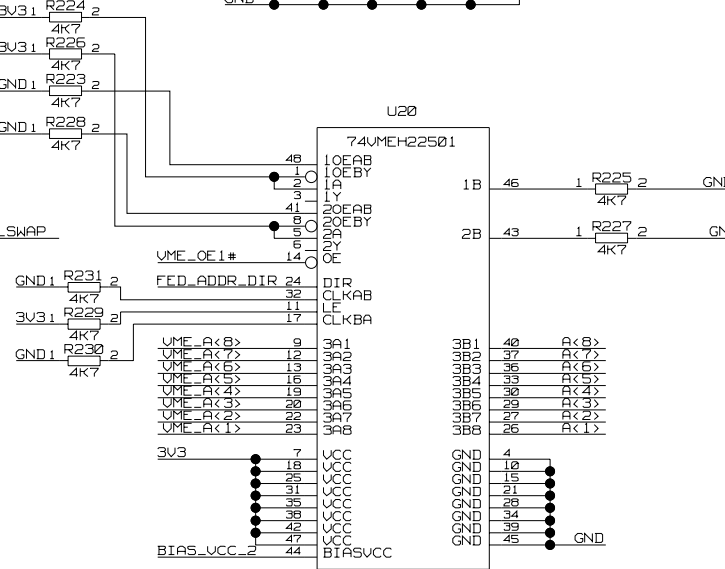 GND
3V3 1 R224 2
4K7
3V3 1 R226 2
4K7
GND 1 R223 2
4K7
GND 1 R228 2
4K7
U20
74VMEH22501
48 1OEAB
1 1OEBY
2 1A
3 1Y
41 2OEAB
8 2OEBY
5 2A
6 2Y
14 OE
24 DIR
32 CLKAB
11 LE
17 CLKBA
1B 46 1 R225 2 GND
4K7
2B 43 1 R227 2 GN
4K7
_SWAP
VME_OE1#
FED_ADDR_DIR
GND 1 R231 2
4K7
3V3 1 R229 2
4K7
GND 1 R230 2
4K7
VME_A<8> 9 3A1 3B1 40 A<8>
VME_A<7> 12 3A2 3B2 37 A<7>
VME_A<6> 13 3A3 3B3 36 A<6>
VME_A<5> 16 3A4 3B4 33 A<5>
VME_A<4> 19 3A5 3B5 30 A<4>
VME_A<3> 20 3A6 3B6 29 A<3>
VME_A<2> 22 3A7 3B7 27 A<2>
VME_A<1> 23 3A8 3B8 26 A<1>
3V3 7 VCC GND 4
18 VCC GND 10
25 VCC GND 15
31 VCC GND 21
35 VCC GND 28
38 VCC GND 34
42 VCC GND 39
47 VCC GND 45 GND
BIAS_VCC_2 44 BIASVCC